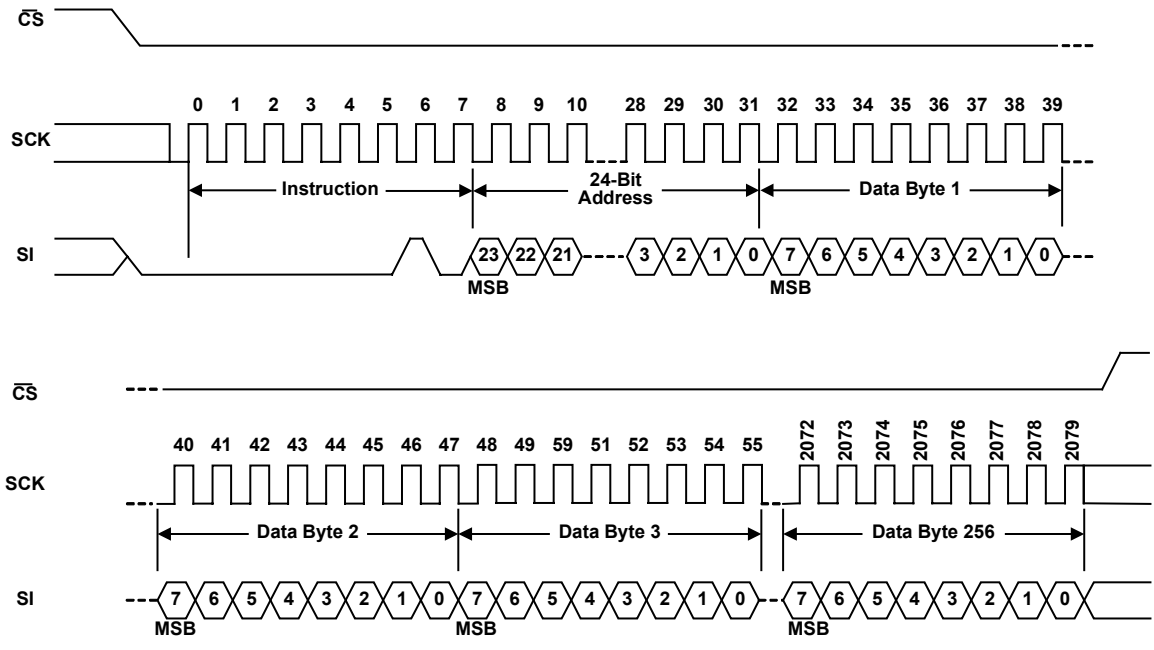 CS
0 1 2 3 4 5 6 7 8 9 10 28 29 30 31 32 33 34 35 36 37 38 39
SCK
Instruction
24-Bit
Address
Data Byte 1
SI
23 22 21 3 2 1 0 7 6 5 4 3 2 1 0
MSB MSB
CS
40 41 42 43 44 45 46 47 48 49 59 51 52 53 54 55 2072 2073 2074 2075 2076 2077 2078 2079
SCK
Data Byte 2 Data Byte 3 Data Byte 256
SI
7 6 5 4 3 2 1 0 7 6 5 4 3 2 1 0 7 6 5 4 3 2 1 0
MSB MSB MSB